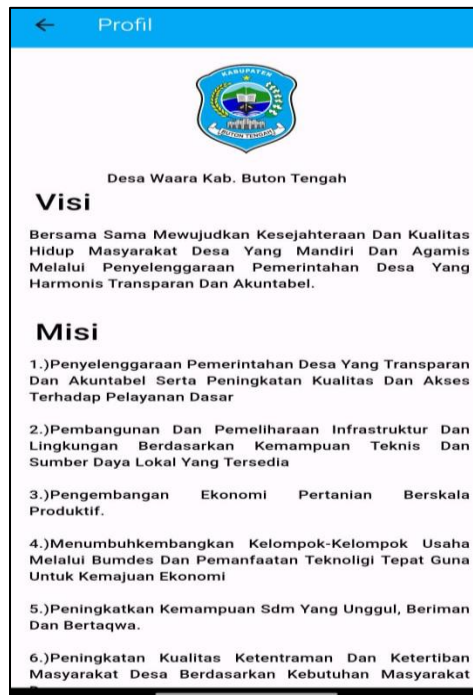 Profil
KABUPATEN
BUTON TENGAH
Desa Waara Kab. Buton Tengah
Visi
Bersama Sama Mewujudkan Kesejahteraan Dan Kualitas
Hidup Masyarakat Desa Yang Mandiri Dan Agamis
Melalui Penyelenggaraan Pemerintahan Desa Yang
Harmonis Transparan Dan Akuntabel.
Misi
1.)Penyelenggaraan Pemerintahan Desa Yang Transparan
Dan Akuntabel Serta Peningkatan Kualitas Dan Akses
Terhadap Pelayanan Dasar
2.)Pembangunan Dan Pemeliharaan Infrastruktur Dan
Lingkungan Berdasarkan Kemampuan Teknis Dan
Sumber Daya Lokal Yang Tersedia
3.)Pengembangan Ekonomi Pertanian Berskala
Produktif.
4.)Menumbuhkembangkan Kelompok-Kelompok Usaha
Melalui Bumdes Dan Pemanfaatan Teknoligi Tepat Guna
Untuk Kemajuan Ekonomi
5.)Peningkatkan Kemampuan Sdm Yang Unggul, Beriman
Dan Bertaqwa.
6.)Peningkatan Kualitas Ketentraman Dan Ketertiban
Masyarakat Desa Berdasarkan Kebutuhan Masyarakat